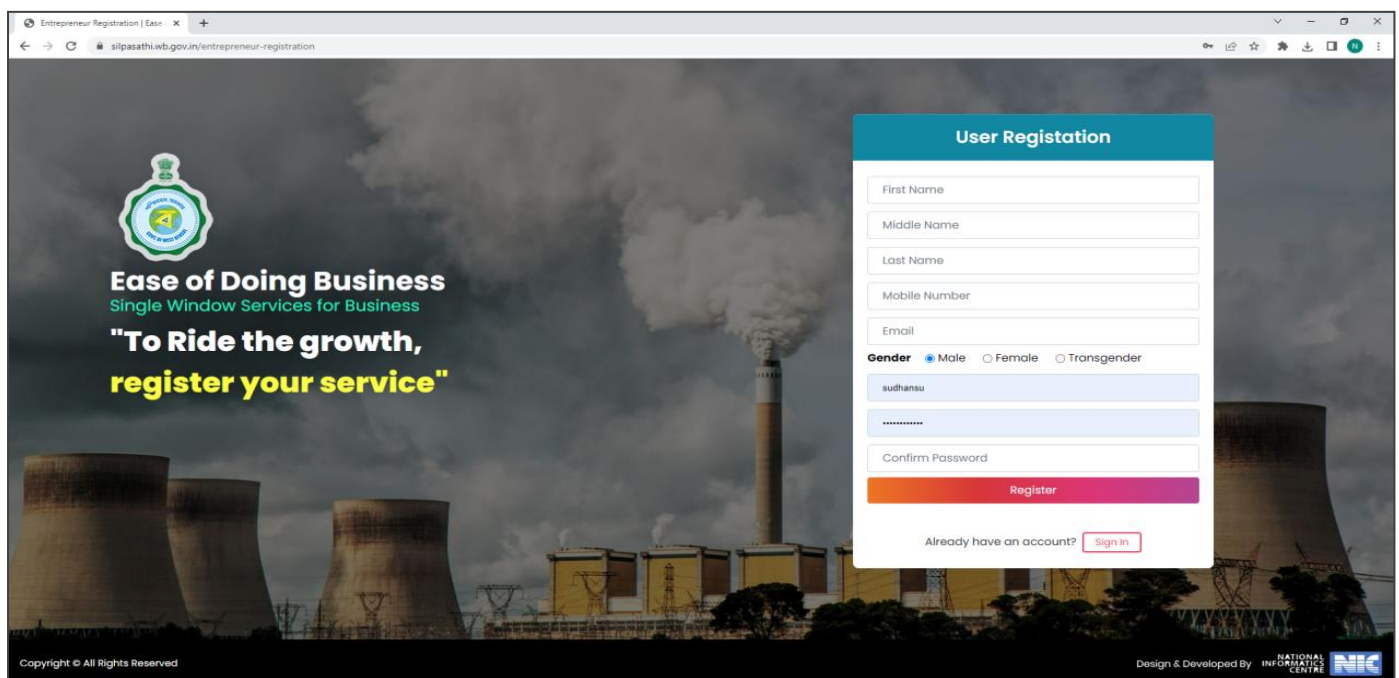 Entrepreneur Registration | Ease
silpasathi.wb.gov.in/entrepreneur-registration
N
Ease of Doing Business
Single Window Services for Business
"To Ride the growth,
register your service"
User Registation
First Name
Middle Name
Last Name
Mobile Number
Email
Gender Male Female Transgender
sudhansu
Confirm Password
Register
Already have an account? Sign In
Copyright © All Rights Reserved
Design & Developed By NATIONAL INFORMATICS CENTRE NIC